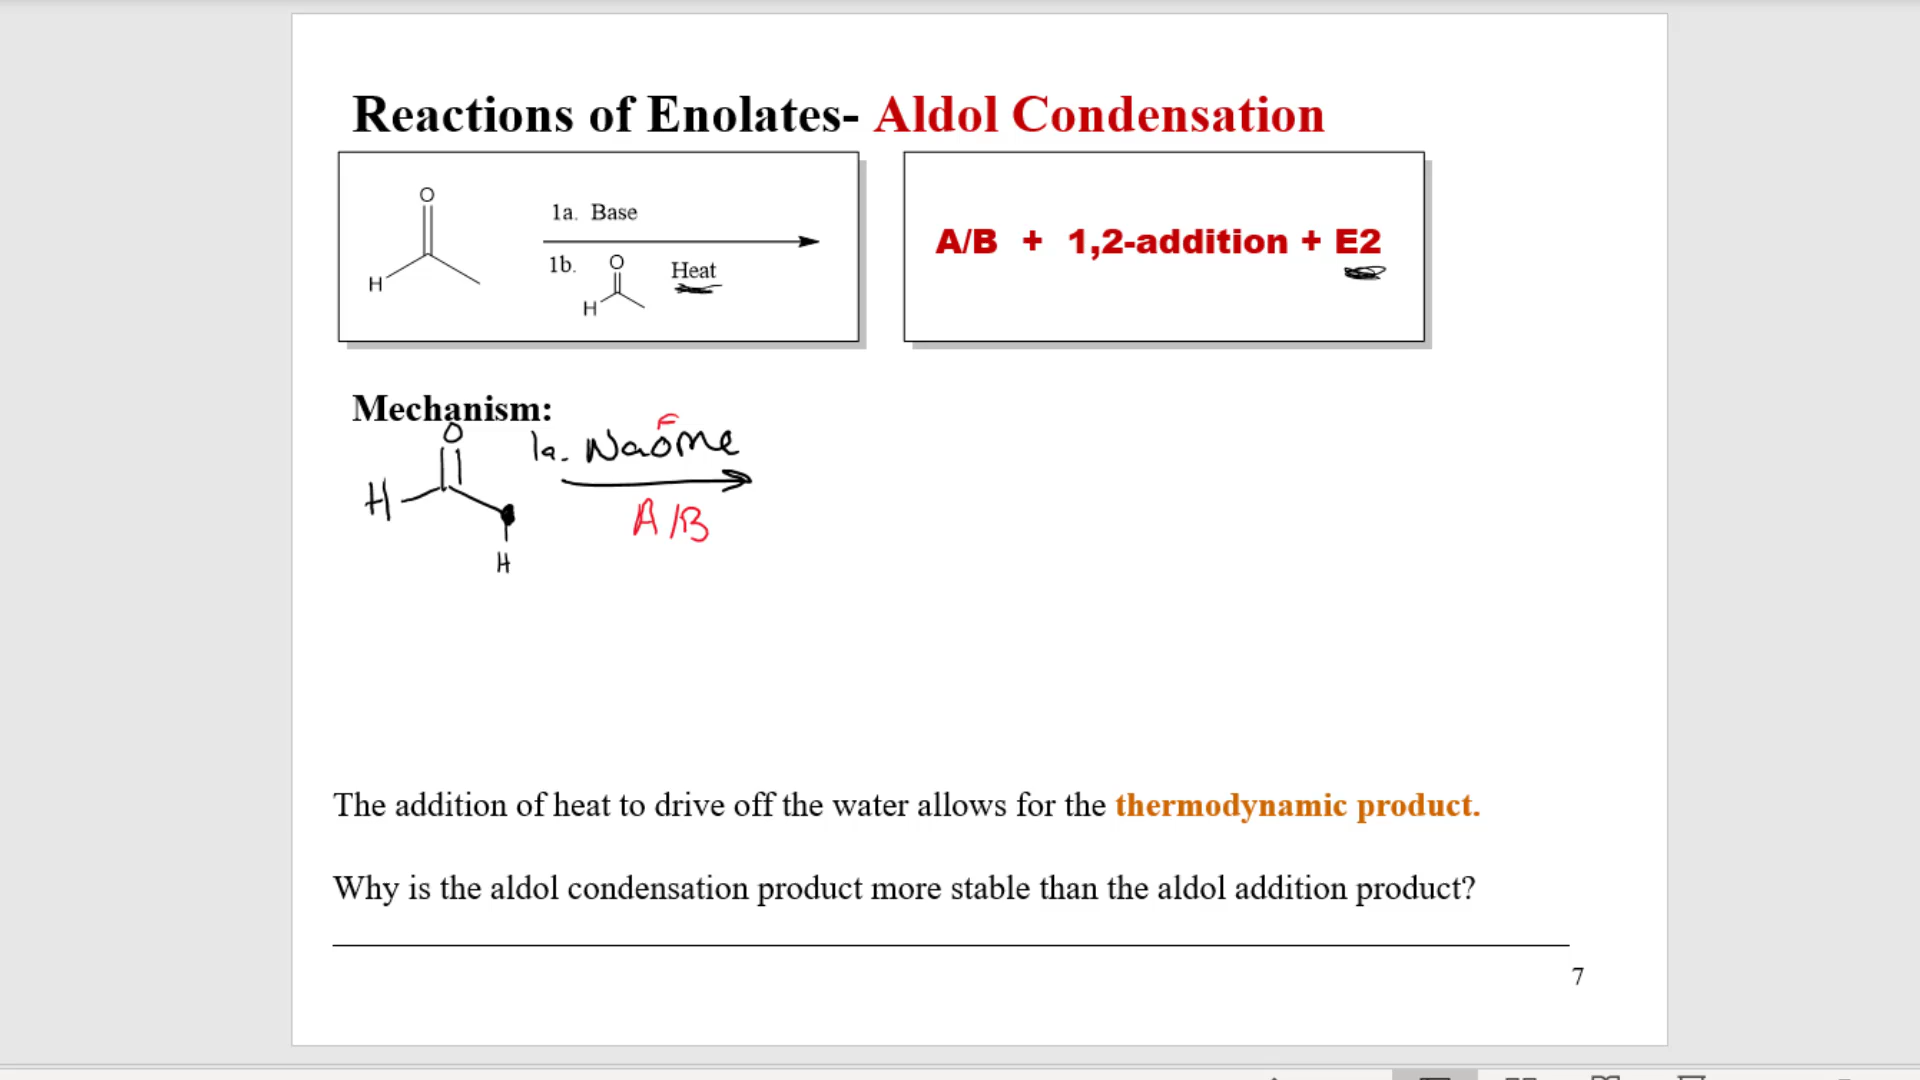 Reactions of Enolates- Aldol Condensation
O
H
1a. Base
1b.
O
H
Heat
A/B + 1,2-addition + E2
Mechanism:
O
H
H
1a. NaOMe
A/B
The addition of heat to drive off the water allows for the thermodynamic product.
Why is the aldol condensation product more stable than the aldol addition product?
7